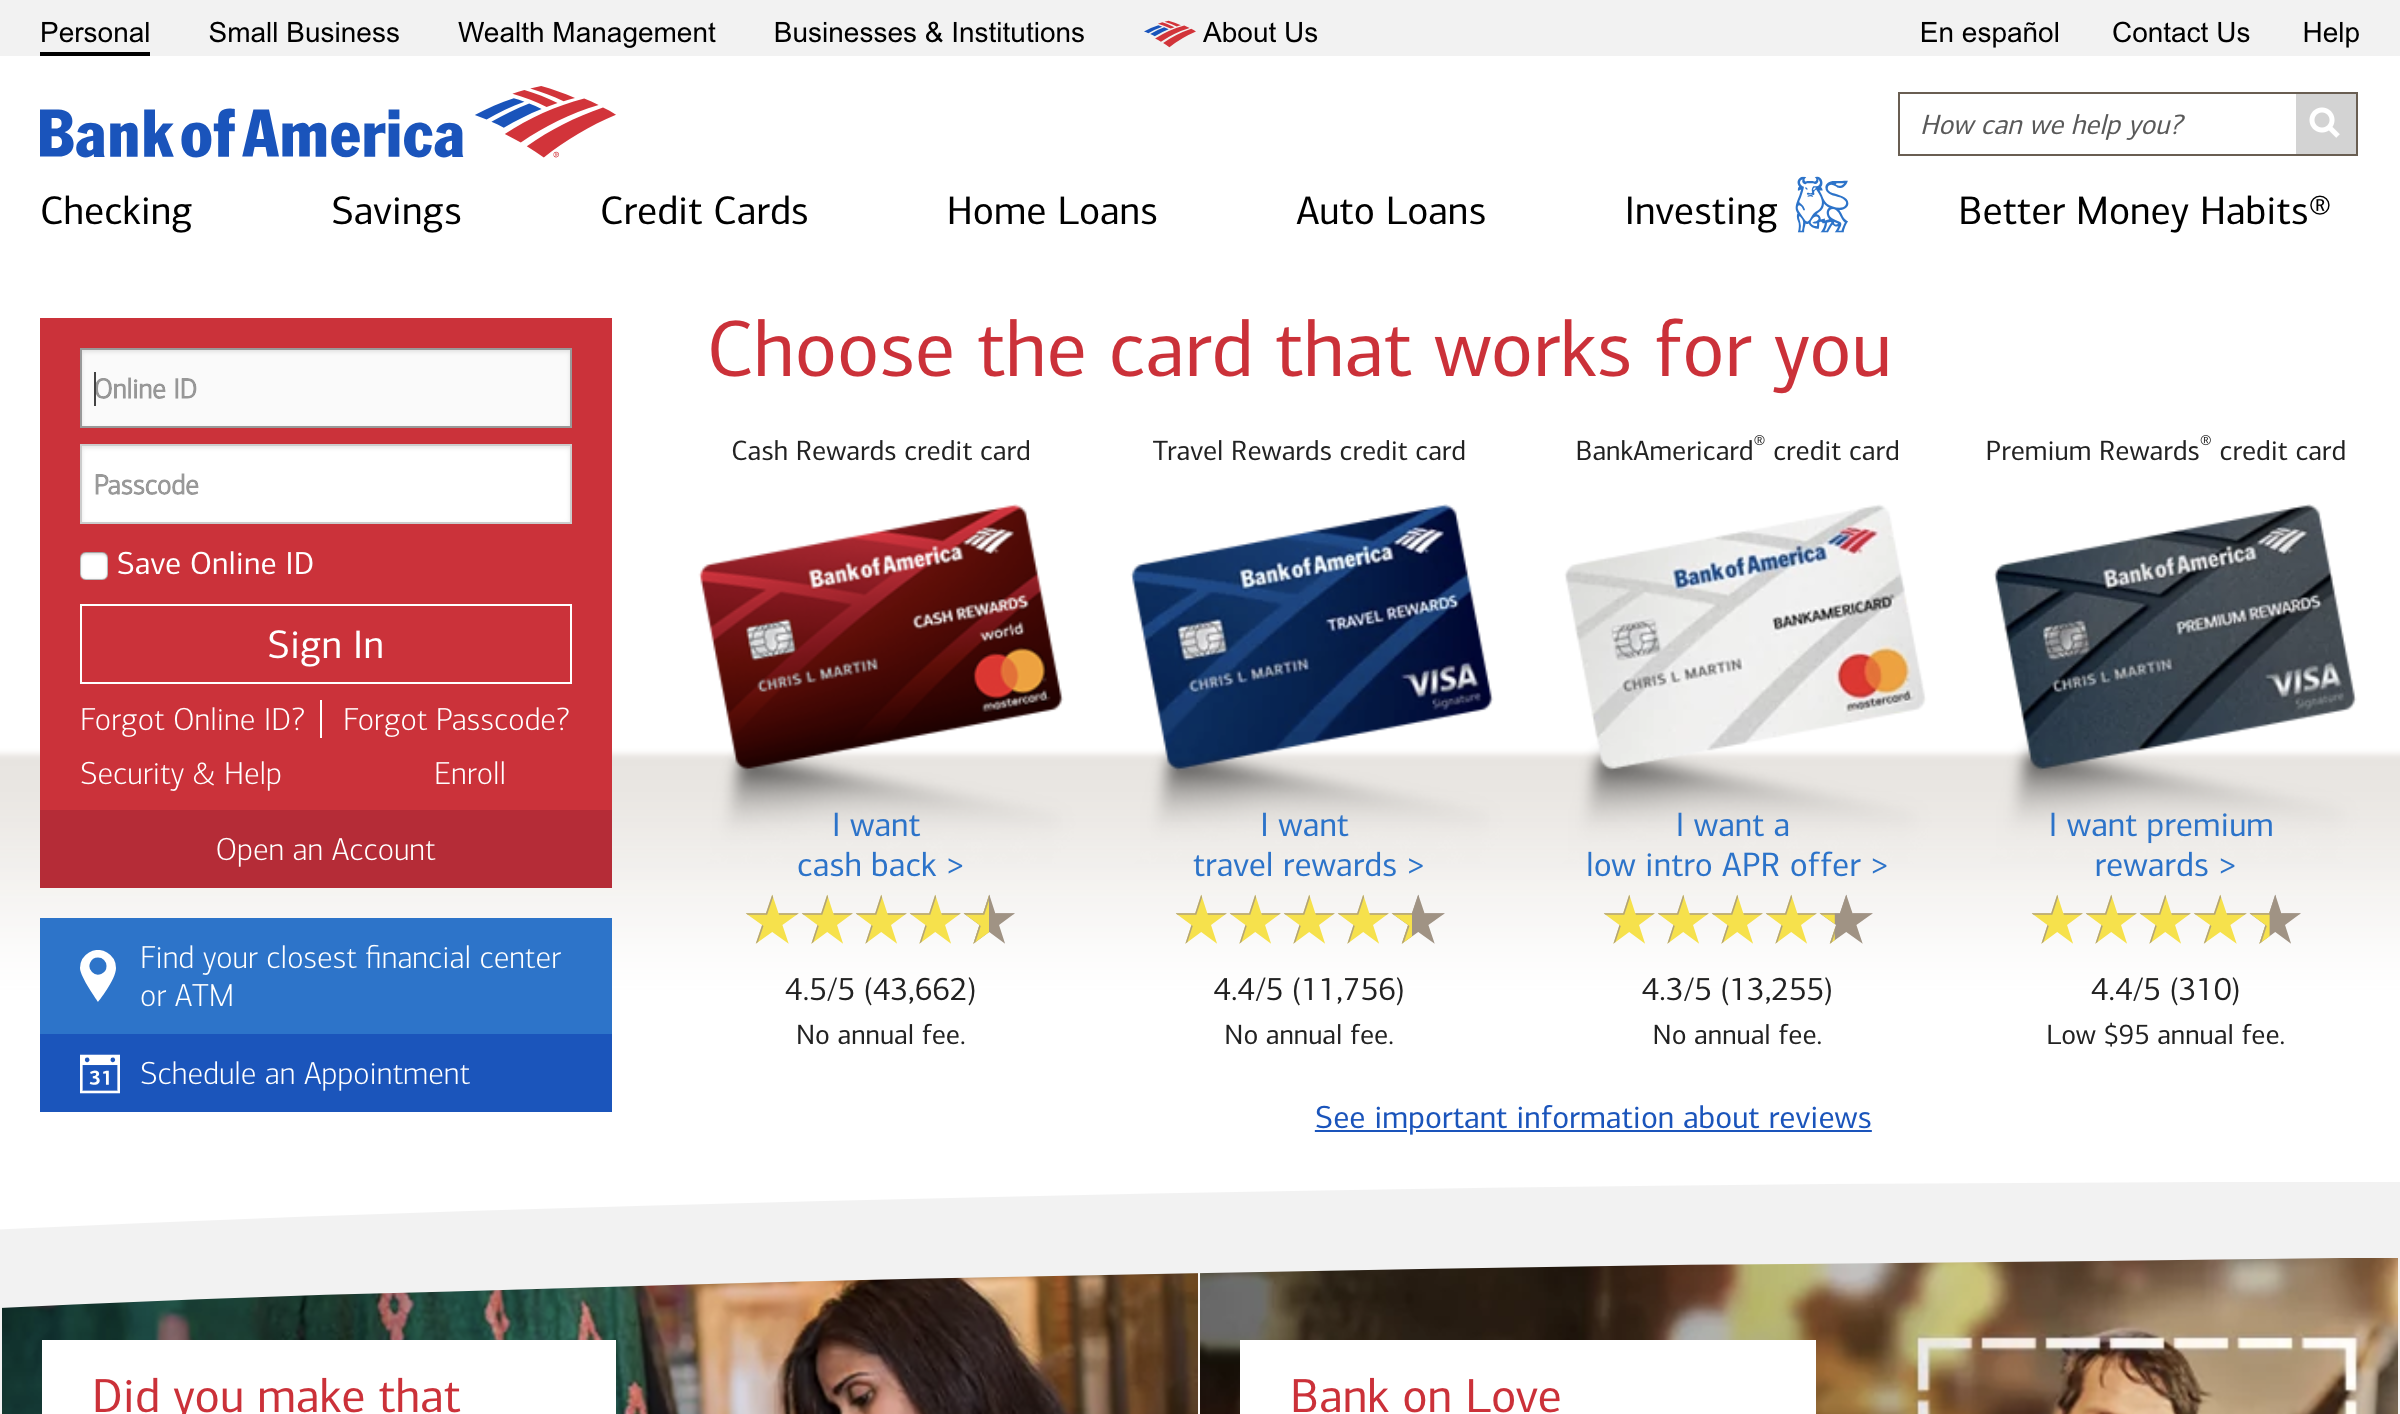 Personal
Small Business
Wealth Management
Businesses & Institutions
About Us
En español
Contact Us
Help
Bank of America
How can we help you?
Checking
Savings
Credit Cards
Home Loans
Auto Loans
Investing
Better Money Habits®
Online ID
Passcode
Save Online ID
Sign In
Forgot Online ID?
Forgot Passcode?
Security & Help
Enroll
Open an Account
Find your closest financial center
or ATM
31
Schedule an Appointment
Choose the card that works for you
Cash Rewards credit card
Bank of America
CASH REWARDS
world
CHRIS L MARTIN
mastercard
I want
cash back >
4.5/5 (43,662)
No annual fee.
Travel Rewards credit card
Bank of America
TRAVEL REWARDS
CHRIS L MARTIN
VISA
Signature
I want
travel rewards >
4.4/5 (11,756)
No annual fee.
BankAmericard® credit card
Bank of America
BANKAMERICARD®
CHRIS L MARTIN
mastercard
I want a
low intro APR offer >
4.3/5 (13,255)
No annual fee.
Premium Rewards® credit card
Bank of America
PREMIUM REWARDS
CHRIS L MARTIN
VISA
Signature
I want premium
rewards >
4.4/5 (310)
Low $95 annual fee.
See important information about reviews
Did you make that
Bank on Love